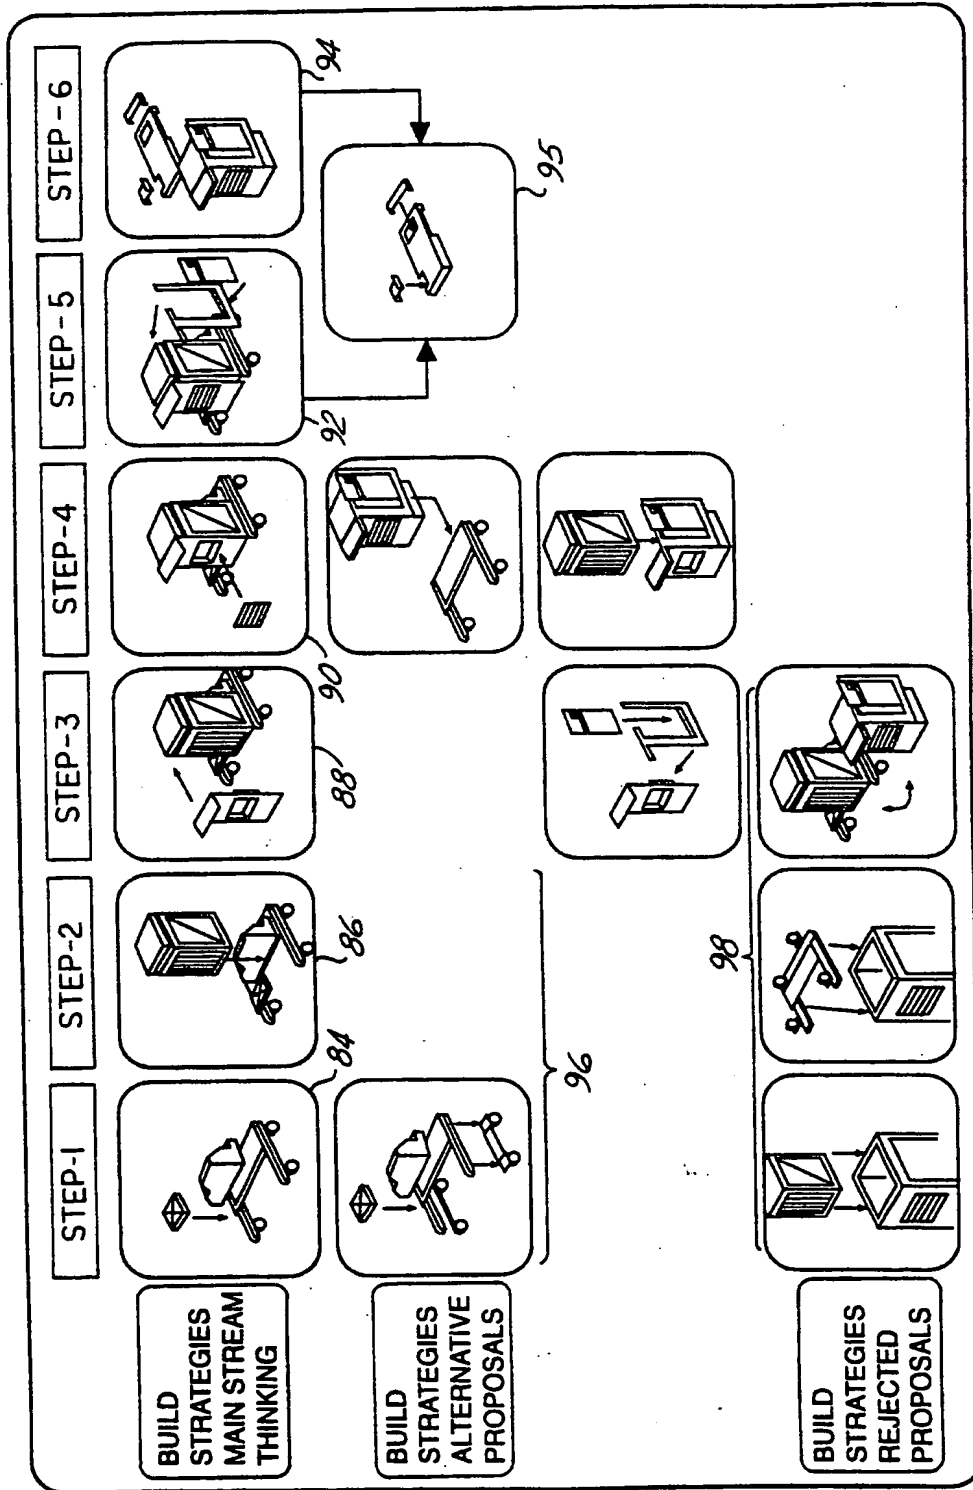 STEP-1
STEP-2
STEP-3
STEP-4
STEP-5
STEP-6
BUILD
STRATEGIES
MAIN STREAM
THINKING
84
86
88
90
92
94
BUILD
STRATEGIES
ALTERNATIVE
PROPOSALS
95
96
98
BUILD
STRATEGIES
REJECTED
PROPOSALS